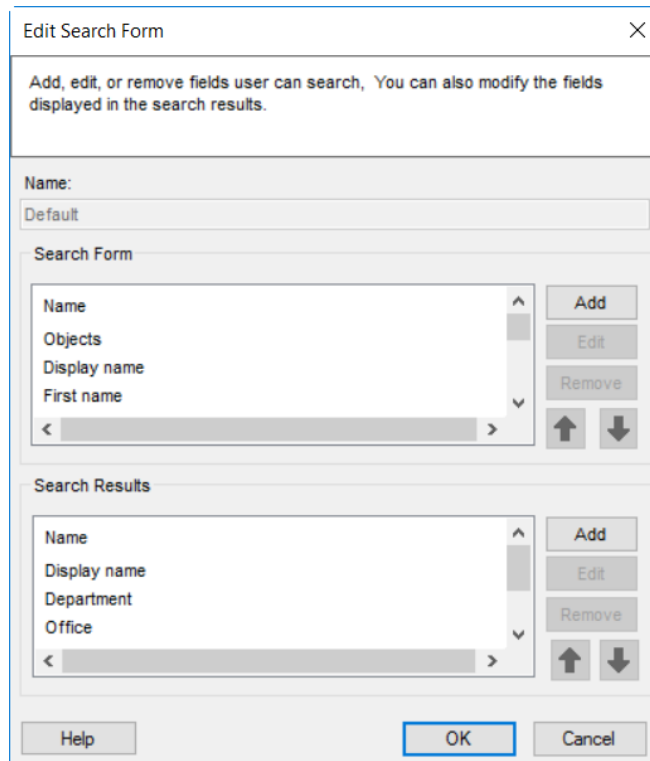 Edit Search Form
Add, edit, or remove fields user can search, You can also modify the fields
displayed in the search results.
Name:
Default
Search Form
Name
Objects
Display name
First name
Add
Edit
Remove
Search Results
Name
Display name
Department
Office
Add
Edit
Remove
Help
OK
Cancel